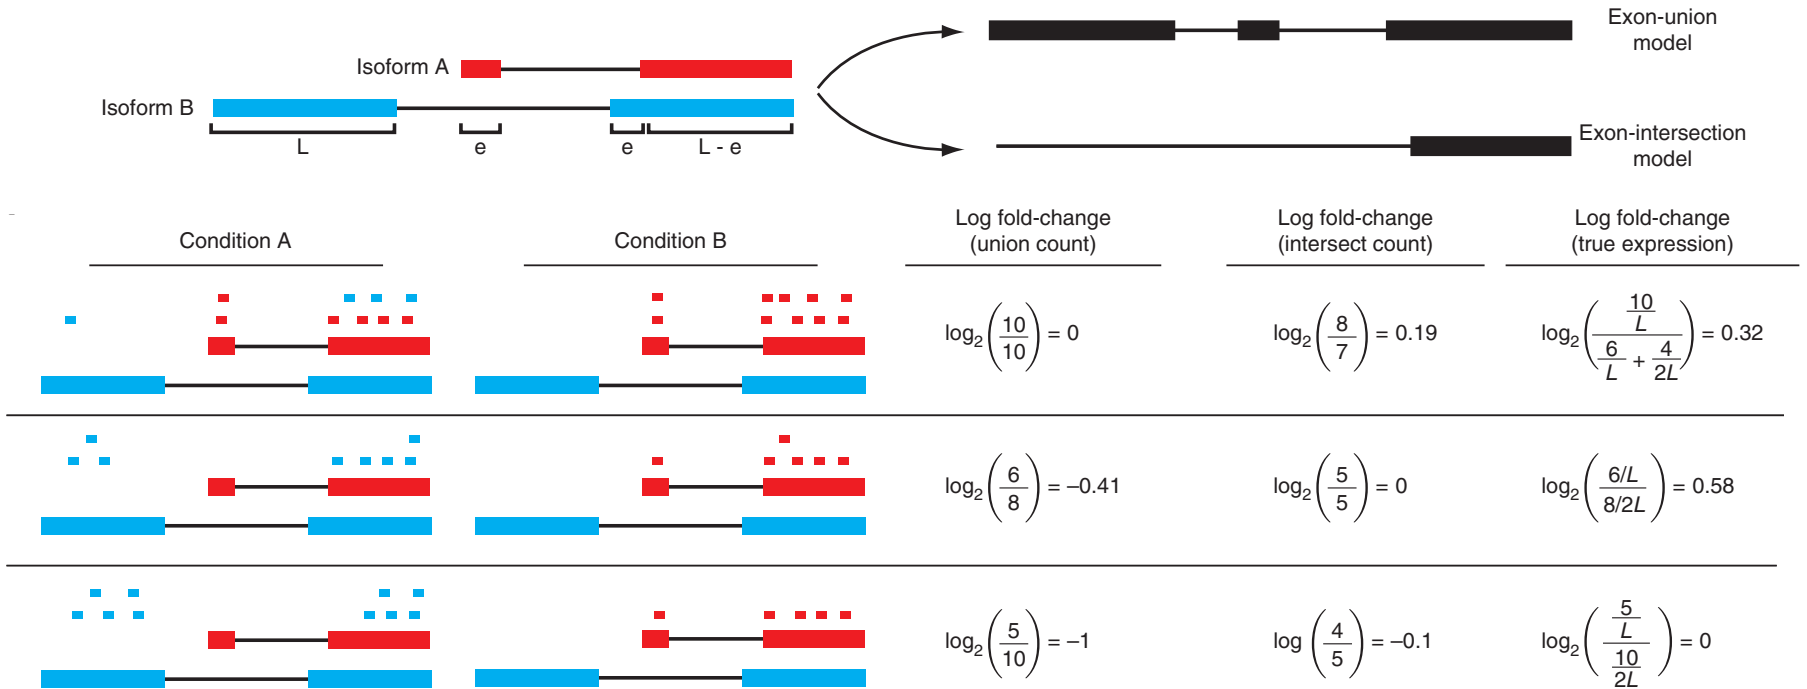 Exon-union
model
Isoform A
Isoform B
L
e
e
L - e
Exon-intersection
model
Condition A
Condition B
Log fold-change
(union count)
Log fold-change
(intersect count)
Log fold-change
(true expression)
log2(10/10) = 0
log2(8/7) = 0.19
log2((10/L)/(6/L + 4/2L)) = 0.32
log2(6/8) = –0.41
log2(5/5) = 0
log2((6/L)/(8/2L)) = 0.58
log2(5/10) = –1
log (4/5) = –0.1
log2((5/L)/(10/2L)) = 0